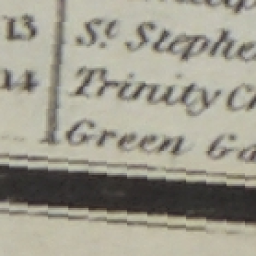 13 St Stephe
14 Trinity C
Green Ga